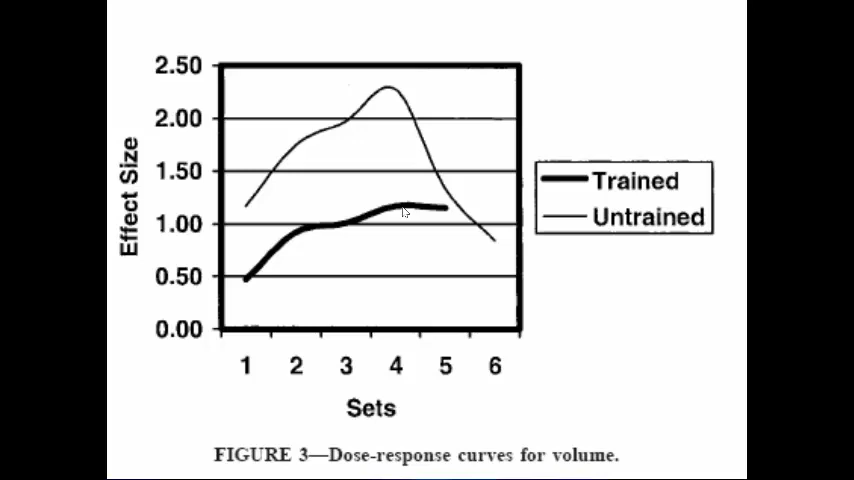 2.50
2.00
1.50
1.00
0.50
0.00
Effect Size
1 2 3 4 5 6
Sets
Trained
Untrained
FIGURE 3—Dose-response curves for volume.